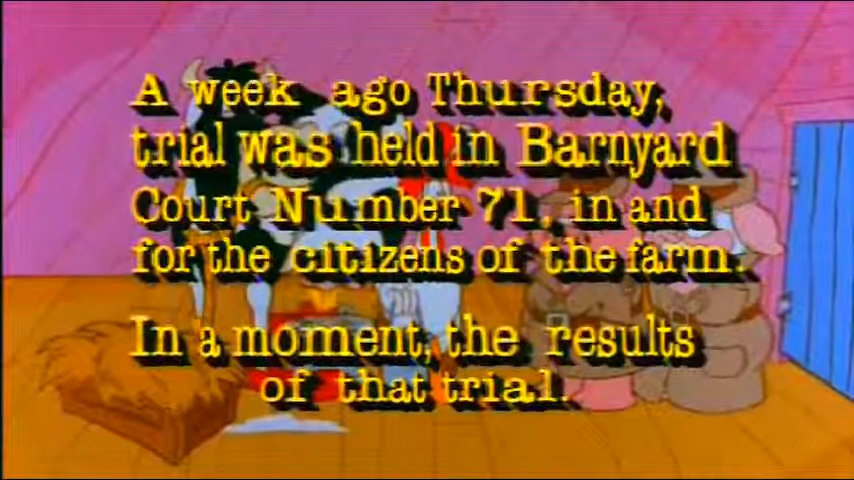 A week ago Thursday,
trial was held in Barnyard
Court Number 71, in and
for the citizens of the farm.
In a moment, the results
of that trial.